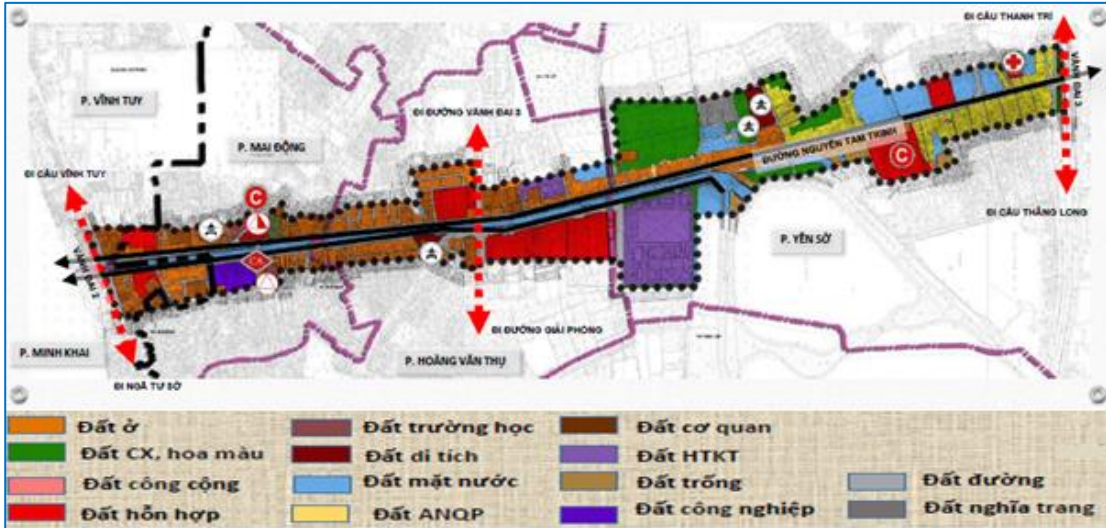 ĐI CẦU THANH TRÌ
P. VĨNH TUY
VÀNH ĐAI 3
P. MAI ĐỘNG
ĐI ĐƯỜNG VÀNH ĐAI 3
ĐƯỜNG NGUYỄN TAM TRINH
ĐI CẦU VĨNH TUY
C
C
ĐI CẦU THĂNG LONG
P. YÊN SỞ
VÀNH ĐAI 2
CA
ĐI ĐƯỜNG GIẢI PHÓNG
P. MINH KHAI
P. HOÀNG VĂN THỤ
ĐI NGÃ TƯ SỞ
Đất ở
Đất trường học
Đất cơ quan
Đất CX, hoa màu
Đất di tích
Đất HTKT
Đất công cộng
Đất mặt nước
Đất trống
Đất đường
Đất hỗn hợp
Đất ANQP
Đất công nghiệp
Đất nghĩa trang